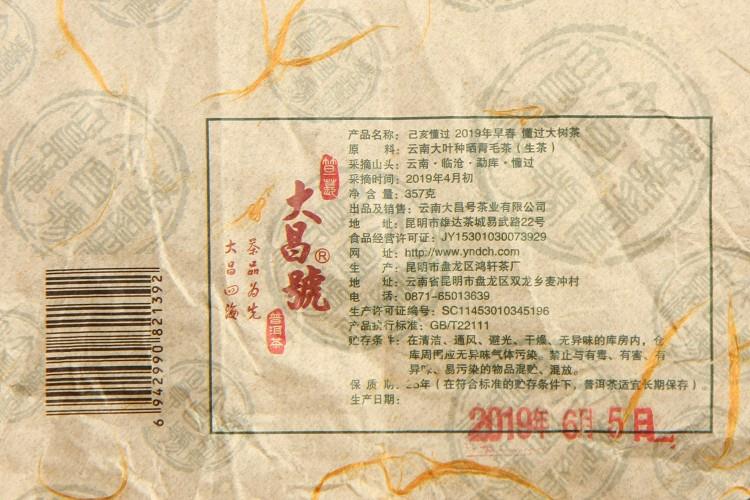 产品名称：己亥懂过 2019年早春 懂过大树茶
原 料：云南大叶种晒青毛茶（生茶）
采摘山头：云南·临沧·勐库·懂过
采摘时间：2019年4月初
净 含 量：357克
出品及销售：云南大昌号茶业有限公司
地 址：昆明市雄达茶城易武路22号
食品经营许可证：JY15301030073929
网 址：http://www.yndch.com
生 产：昆明市盘龙区鸿轩茶厂
地 址：云南省昆明市盘龙区双龙乡麦冲村
电 话：0871-65013639
生产许可证编号：SC11453010345196
产品执行标准：GB/T22111
贮存条件：在清洁、通风、避光、干燥、无异味的库房内，仓
库周围应无异味气体污染。禁止与有毒、有害、有
异味、易污染的物品混贮、混放。
保 质 期：年（在符合标准的贮存条件下，普洱茶适宜长期保存）。
生产日期：
2019年 6月 5日
大昌號®
普洱茶
茶品为先
大昌四海
6 942990 821392